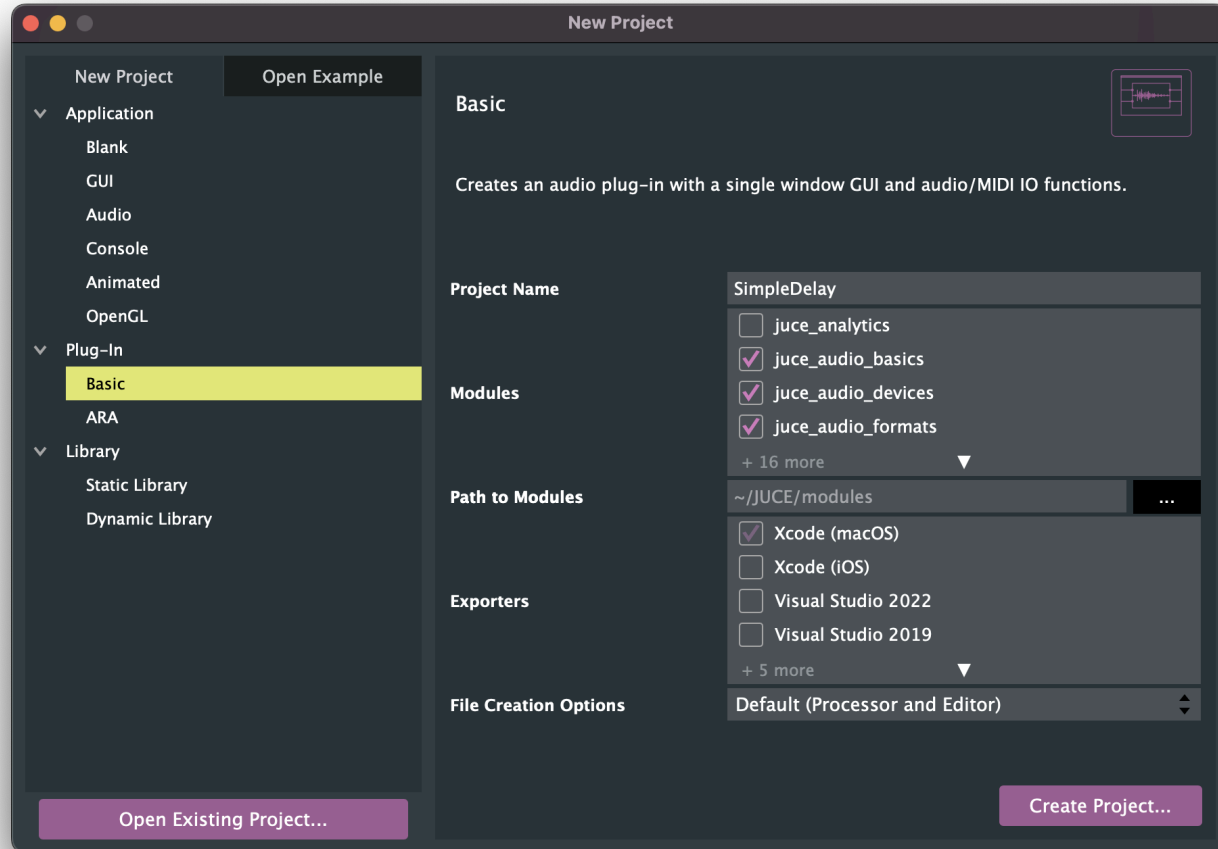 New Project
New Project
Open Example
Application
Blank
GUI
Audio
Console
Animated
OpenGL
Plug-In
Basic
ARA
Library
Static Library
Dynamic Library
Open Existing Project...
Basic
Creates an audio plug-in with a single window GUI and audio/MIDI IO functions.
Project Name
SimpleDelay
Modules
juce_analytics
juce_audio_basics
juce_audio_devices
juce_audio_formats
+ 16 more
Path to Modules
~/JUCE/modules
...
Exporters
Xcode (macOS)
Xcode (iOS)
Visual Studio 2022
Visual Studio 2019
+ 5 more
File Creation Options
Default (Processor and Editor)
Create Project...